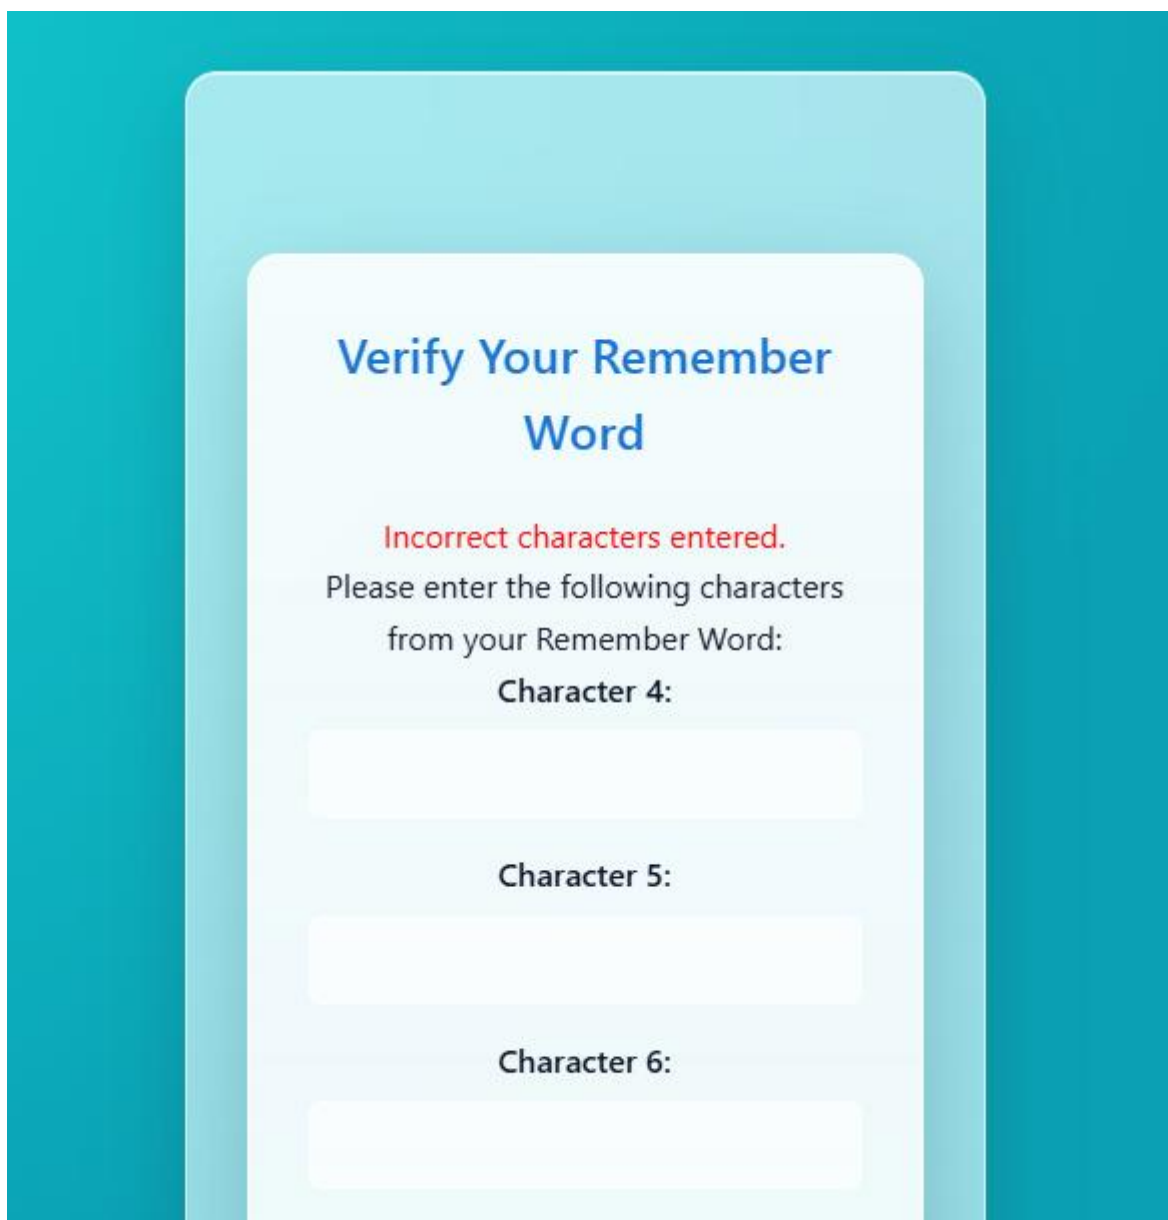 Verify Your Remember
Word
Incorrect characters entered.
Please enter the following characters
from your Remember Word:
Character 4:
Character 5:
Character 6: